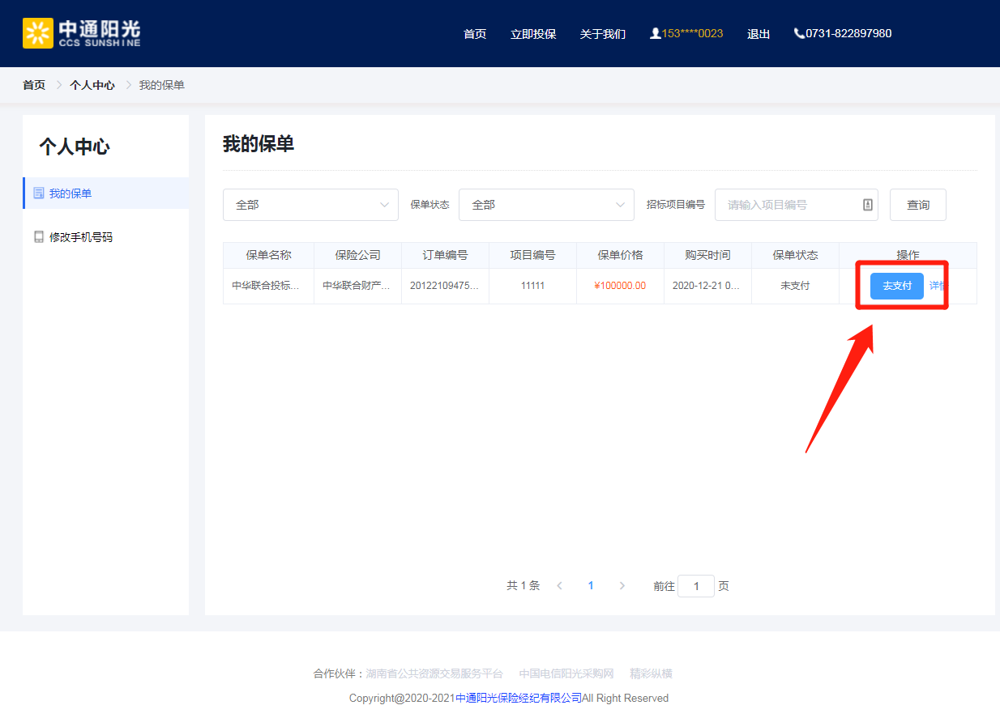 中通阳光
CCS SUNSHINE
首页 立即投保 关于我们 153****0023 退出 0731-822897980
首页 个人中心 我的保单
个人中心
我的保单
修改手机号码
我的保单
全部 保单状态 全部 招标项目编号 请输入项目编号 查询
保单名称 保险公司 订单编号 项目编号 保单价格 购买时间 保单状态 操作
中华联合投标... 中华联合财产... 20122109475... 11111 ¥100000.00 2020-12-21 0... 未支付 去支付 详情
共 1 条 1 前往 1 页
合作伙伴：湖南省公共资源交易服务平台 中国电信阳光采购网 精彩纵横
Copyright@2020-2021中通阳光保险经纪有限公司All Right Reserved